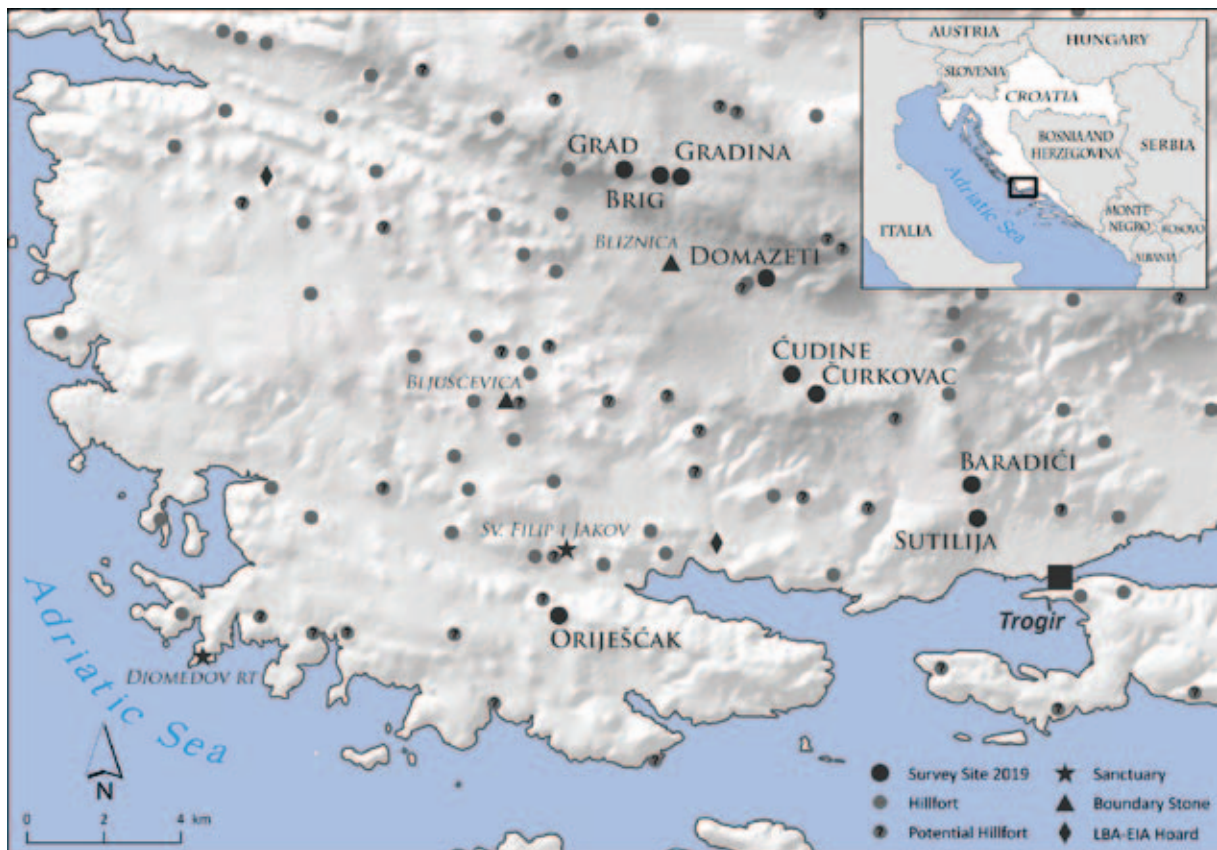 AUSTRIA
HUNGARY
SLOVENIA
CROATIA
BOSNIA AND
HERZEGOVINA
SERBIA
Adriatic Sea
ITALIA
MONTE
NEGRO
KOSOVO
ALBANIA
GRAD
GRADINA
BRIG
BLIZNICA
DOMAZETI
ĆUDINE
ČURKOVAC
BLJUŠČEVICA
BARADIĆI
SV. FILIP I JAKOV
SUTILIJA
ORIJEŠČAK
Trogir
DIOMEDOV RT
Adriatic Sea
N
0 2 4 km
Survey Site 2019
Hillfort
? Potential Hillfort
Sanctuary
Boundary Stone
LBA-EIA Hoard